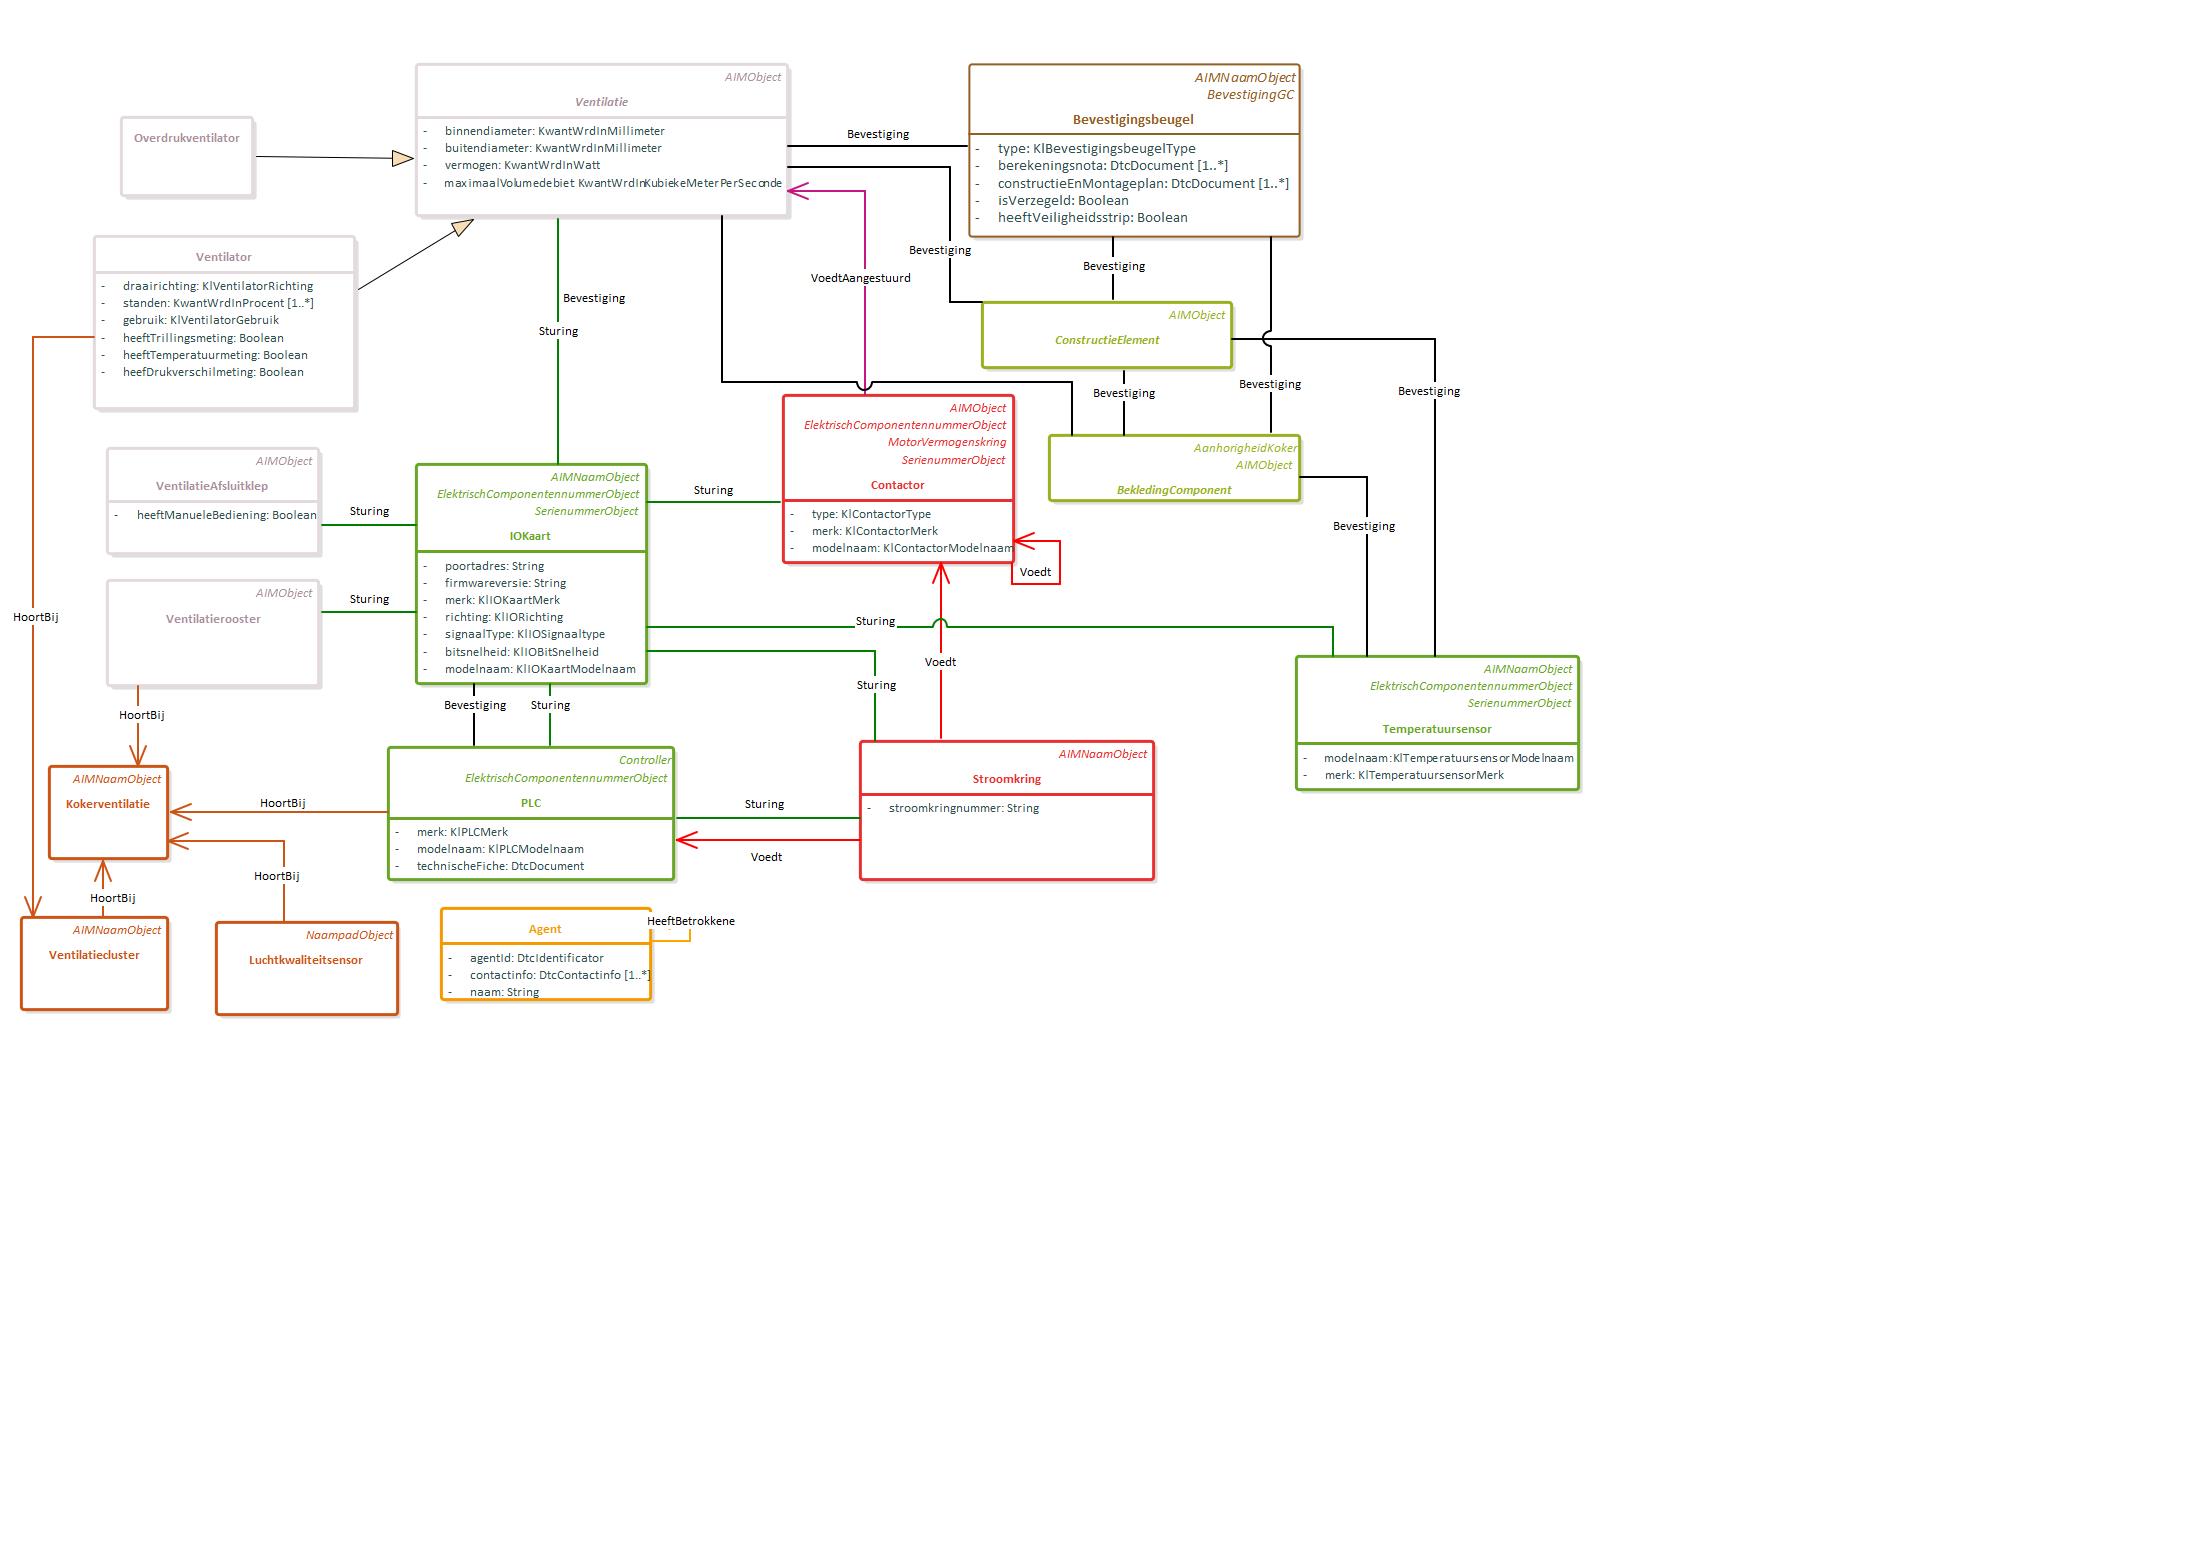 AIMObject
Ventilatie
- binnendiameter: KwantWrdInMillimeter
- buitendiameter: KwantWrdInMillimeter
- vermogen: KwantWrdInWatt
- maximaalVolumedebiet KwantWrdInKubiekeMeterPerSeconde
AIMNaamObject
BevestigingGC
Bevestigingsbeugel
- type: KlBevestigingsbeugelType
- berekeningsnota: DtcDocument [1..*]
- constructieEnMontageplan: DtcDocument [1..*]
- isVerzegeld: Boolean
- heeftVeiligheidsstrip: Boolean
Overdrukventilator
Bevestiging
Ventilator
- draairichting: KlVentilatorRichting
- standen: KwantWrdInProcent [1..*]
- gebruik: KlVentilatorGebruik
- heeftTrillingsmeting: Boolean
- heeftTemperatuurmeting: Boolean
- heefDrukverschilmeting: Boolean
Bevestiging
Bevestiging
VoedtAangestuurd
Bevestiging
Sturing
AIMObject
ConstructieElement
Bevestiging
Bevestiging
Bevestiging
AIMObject
ElektrischComponentennummerObject
MotorVermogenskring
SerienummerObject
Contactor
- type: KlContactorType
- merk: KlContactorMerk
- modelnaam: KlContactorModelnaam
AanhorigheidKoker
AIMObject
BekledingComponent
AIMObject
VentilatieAfsluitklep
- heeftManueleBediening: Boolean
Sturing
AIMNaamObject
ElektrischComponentennummerObject
SerienummerObject
IOKaart
- poortadres: String
- firmwareversie: String
- merk: KlIOKaartMerk
- richting: KlIORichting
- signaalType: KlIOSignaaltype
- bitsnelheid: KlIOBitSnelheid
- modelnaam: KlIOKaartModelnaam
Sturing
Bevestiging
Voedt
AIMObject
Ventilatierooster
Sturing
HoortBij
Sturing
Voedt
Sturing
AIMNaamObject
ElektrischComponentennummerObject
SerienummerObject
Temperatuursensor
- modelnaam:KlTemperatuursensorModelnaam
- merk: KlTemperatuursensorMerk
HoortBij
Bevestiging
Sturing
AIMNaamObject
Kokerventilatie
HoortBij
Controller
ElektrischComponentennummerObject
PLC
- merk: KlPLCMerk
- modelnaam: KlPLCModelnaam
- technischeFiche: DtcDocument
Sturing
Voedt
AIMNaamObject
Stroomkring
- stroomkringnummer: String
HoortBij
HoortBij
AIMNaamObject
Ventilatiecluster
NaampadObject
Luchtkwaliteitsensor
Agent
- agentId: DtcIdentificator
- contactinfo: DtcContactinfo [1..*]
- naam: String
HeeftBetrokkene